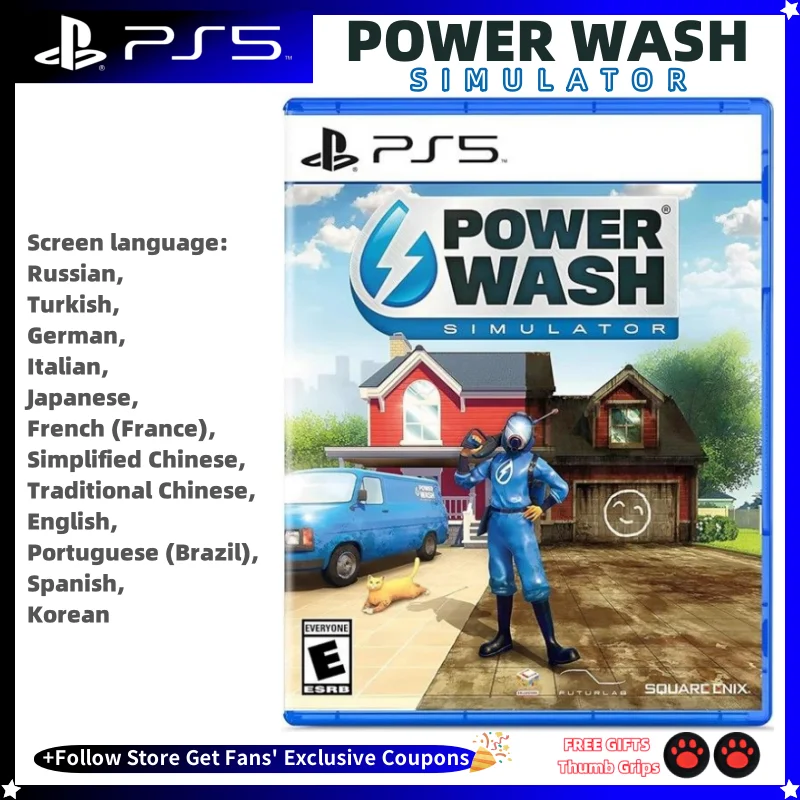 PS5
POWER WASH
SIMULATOR
PS5
POWER®
WASH
SIMULATOR
Screen language:
Russian,
Turkish,
German,
Italian,
Japanese,
French (France),
Simplified Chinese,
Traditional Chinese,
English,
Portuguese (Brazil),
Spanish,
Korean
POWER
WASH
EVERYONE
E
ESRB
FUTURLAB
SQUARE ENIX®
+Follow Store Get Fans' Exclusive Coupons
FREE GIFTS
Thumb Grips